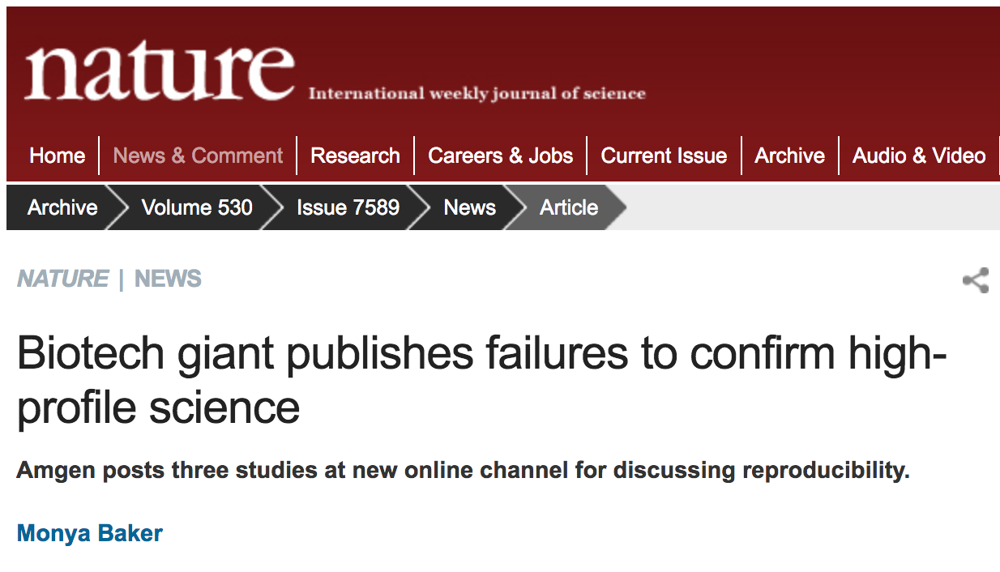 nature International weekly journal of science
Home News & Comment Research Careers & Jobs Current Issue Archive Audio & Video
Archive Volume 530 Issue 7589 News Article
NATURE | NEWS
Biotech giant publishes failures to confirm high-
profile science
Amgen posts three studies at new online channel for discussing reproducibility.
Monya Baker